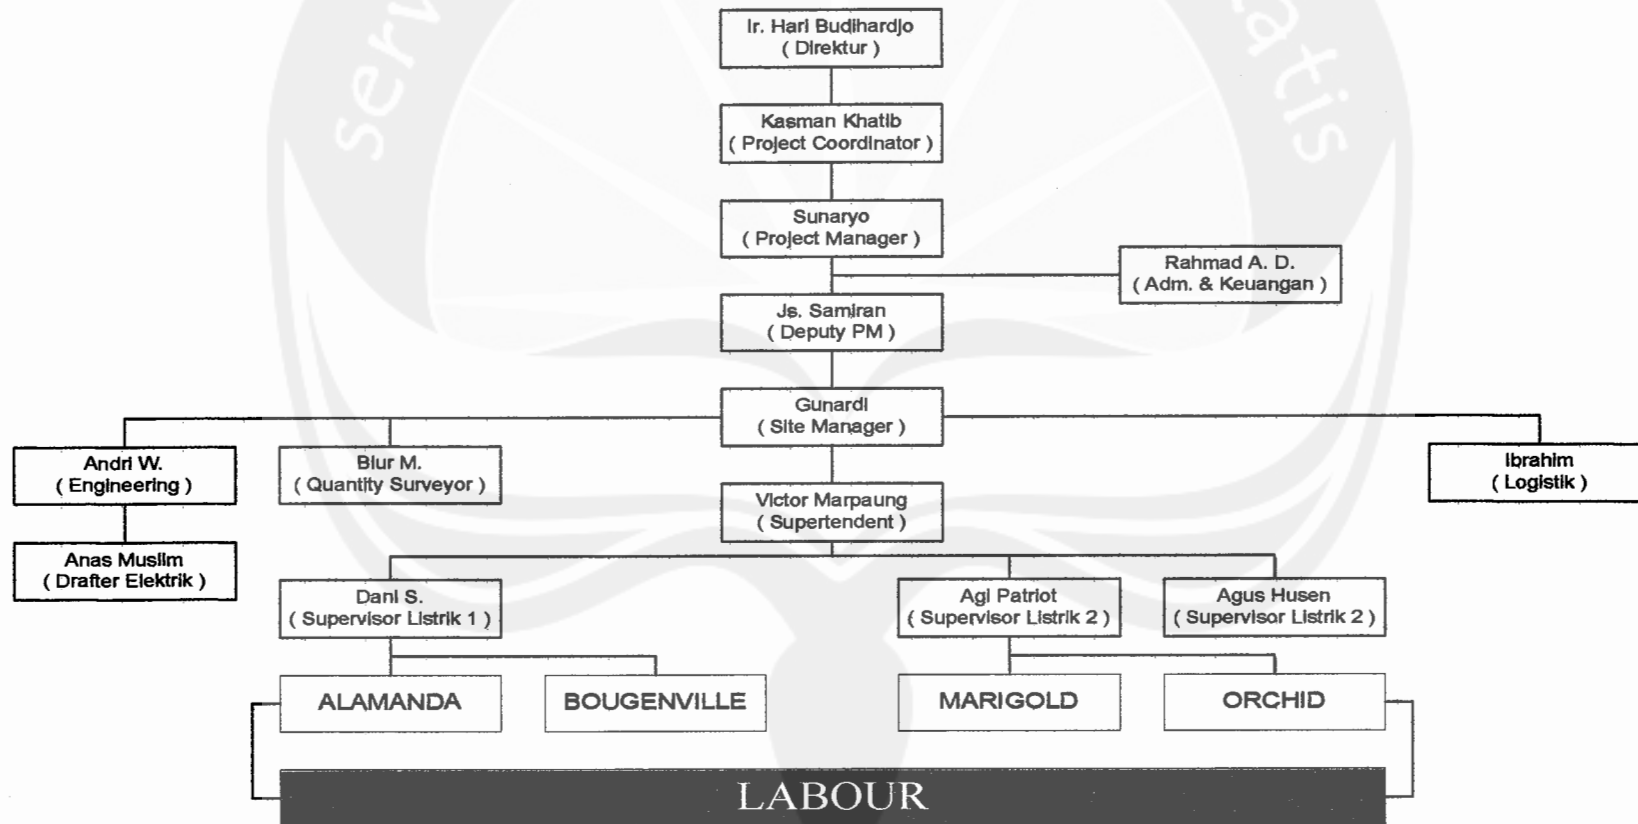 Ir. Hari Budihardjo
( Direktur )
Kasman Khatib
( Project Coordinator )
Sunaryo
( Project Manager )
Rahmad A. D.
( Adm. & Keuangan )
Js. Samiran
( Deputy PM )
Gunardi
( Site Manager )
Andri W.
( Engineering )
Blur M.
( Quantity Surveyor )
Ibrahim
( Logistik )
Victor Marpaung
( Supertendent )
Anas Muslim
( Drafter Elektrik )
Dani S.
( Supervisor Listrik 1 )
Agi Patriot
( Supervisor Listrik 2 )
Agus Husen
( Supervisor Listrik 2 )
ALAMANDA
BOUGENVILLE
MARIGOLD
ORCHID
LABOUR